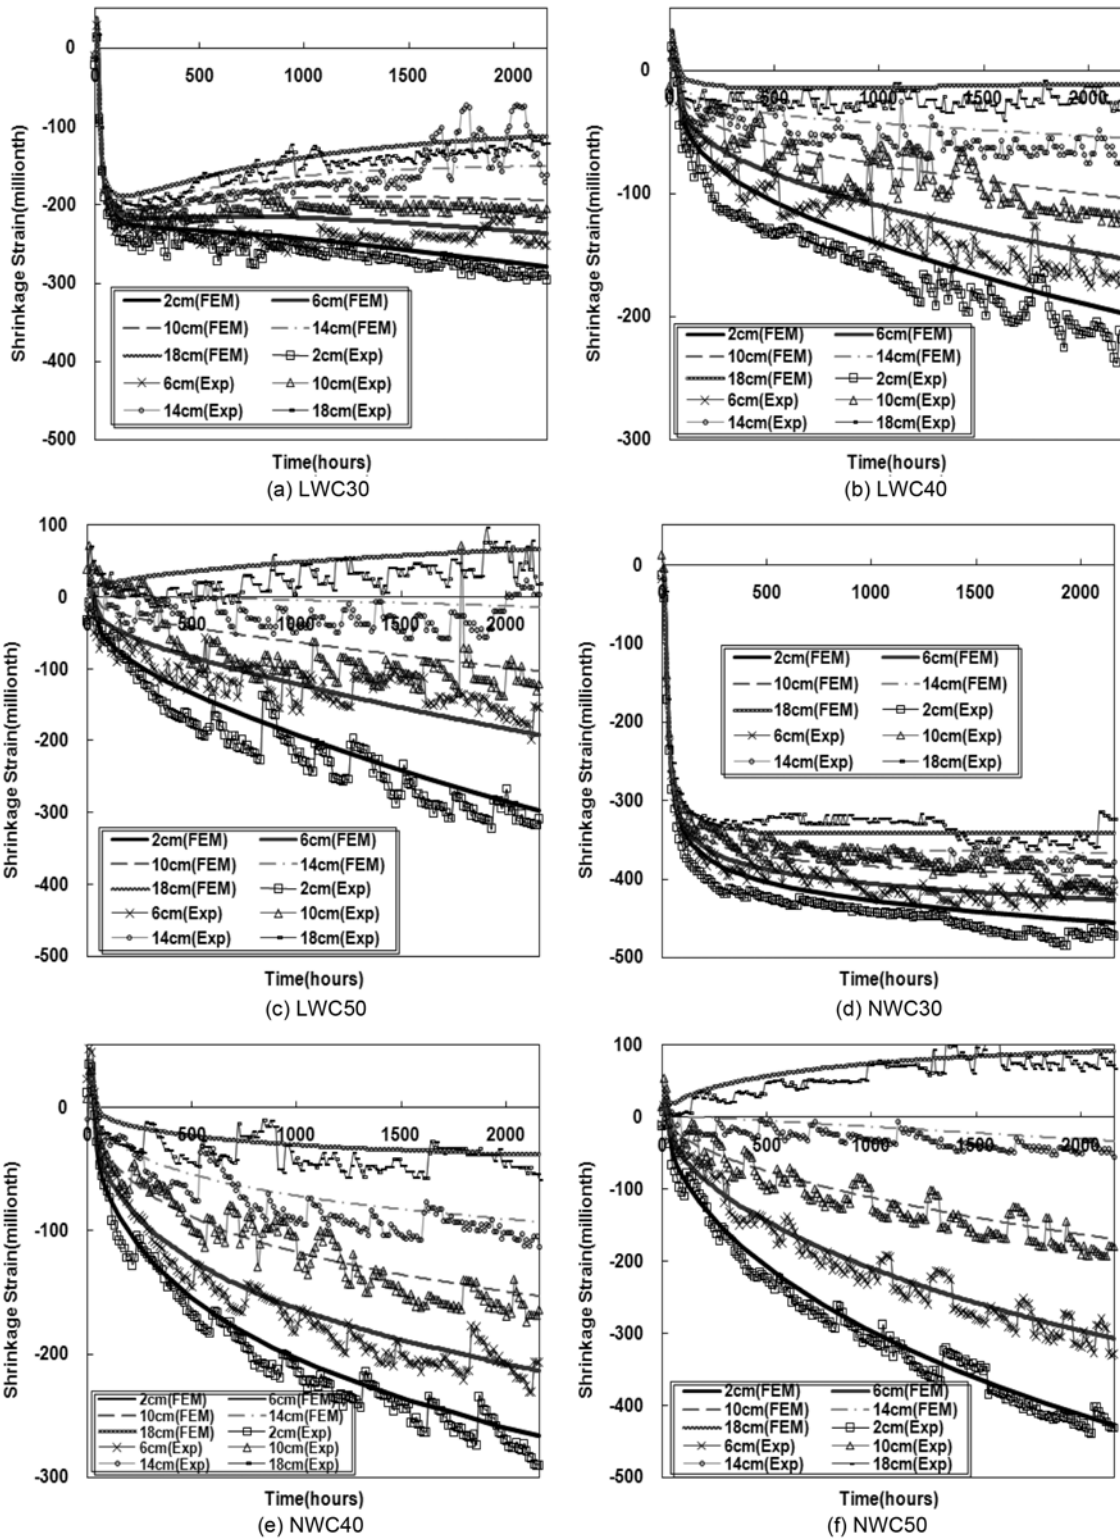 0
0
500
1000
1500
2000
-100
-200
-300
-400
-500
Shrinkage Strain(millionth)
2cm(FEM) 6cm(FEM)
10cm(FEM) 14cm(FEM)
18cm(FEM) 2cm(Exp)
6cm(Exp) 10cm(Exp)
14cm(Exp) 18cm(Exp)
Time(hours)
(a) LWC30
0
0
500
1000
1500
2000
-100
-200
-300
Shrinkage Strain(millionth)
2cm(FEM) 6cm(FEM)
10cm(FEM) 14cm(FEM)
18cm(FEM) 2cm(Exp)
6cm(Exp) 10cm(Exp)
14cm(Exp) 18cm(Exp)
Time(hours)
(b) LWC40
100
0
0
500
1000
1500
2000
-100
-200
-300
-400
-500
Shrinkage Strain(millionth)
2cm(FEM) 6cm(FEM)
10cm(FEM) 14cm(FEM)
18cm(FEM) 2cm(Exp)
6cm(Exp) 10cm(Exp)
14cm(Exp) 18cm(Exp)
Time(hours)
(c) LWC50
0
0
500
1000
1500
2000
-100
-200
-300
-400
-500
Shrinkage Strain(millionth)
2cm(FEM) 6cm(FEM)
10cm(FEM) 14cm(FEM)
18cm(FEM) 2cm(Exp)
6cm(Exp) 10cm(Exp)
14cm(Exp) 18cm(Exp)
Time(hours)
(d) NWC30
0
0
500
1000
1500
2000
-100
-200
-300
Shrinkage Strain(millionth)
2cm(FEM) 6cm(FEM)
10cm(FEM) 14cm(FEM)
18cm(FEM) 2cm(Exp)
6cm(Exp) 10cm(Exp)
14cm(Exp) 18cm(Exp)
Time(hours)
(e) NWC40
100
0
0
500
1000
1500
2000
-100
-200
-300
-400
-500
Shrinkage Strain(millionth)
2cm(FEM) 6cm(FEM)
10cm(FEM) 14cm(FEM)
18cm(FEM) 2cm(Exp)
6cm(Exp) 10cm(Exp)
14cm(Exp) 18cm(Exp)
Time(hours)
(f) NWC50